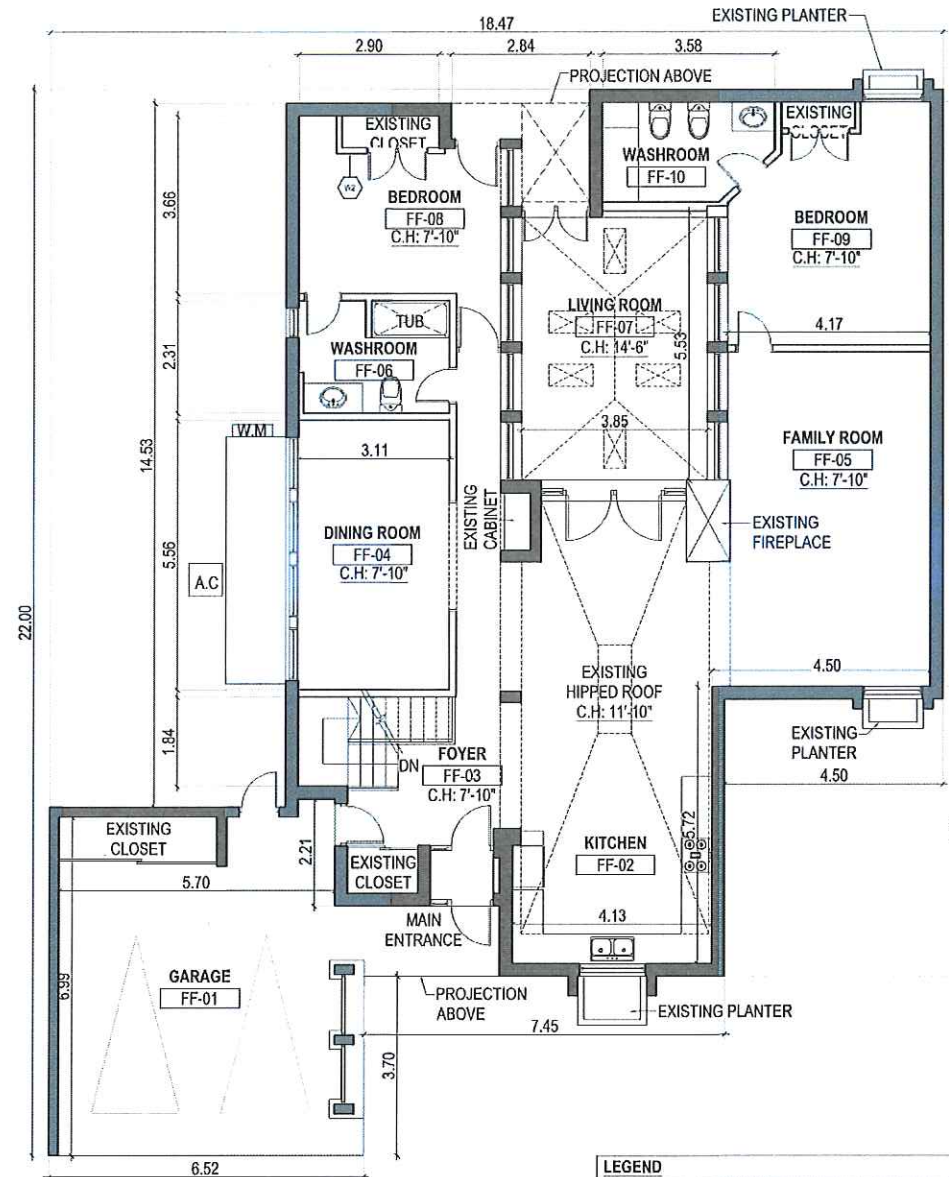 EXISTING PLANTER
18.47
2.90
2.84
3.58
PROJECTION ABOVE
EXISTING
CLOSET
W2
BEDROOM
FF-08
C.H: 7'-10"
3.66
WASHROOM
FF-10
EXISTING
CLOSET
BEDROOM
FF-09
C.H: 7'-10"
4.17
LIVING ROOM
FF-07
C.H: 14'-6"
5.53
3.85
TUB
WASHROOM
FF-06
2.31
14.53
22.00
W.M
3.11
DINING ROOM
FF-04
C.H: 7'-10"
5.56
A.C
EXISTING
CABINET
FAMILY ROOM
FF-05
C.H: 7'-10"
EXISTING
FIREPLACE
4.50
EXISTING
HIPPED ROOF
C.H: 11'-10"
EXISTING
PLANTER
4.50
1.84
DN
FOYER
FF-03
C.H: 7'-10"
EXISTING
CLOSET
2.21
5.70
EXISTING
CLOSET
MAIN
ENTRANCE
KITCHEN
FF-02
5.72
4.13
GARAGE
FF-01
6.99
PROJECTION
ABOVE
EXISTING PLANTER
7.45
3.70
6.52
LEGEND